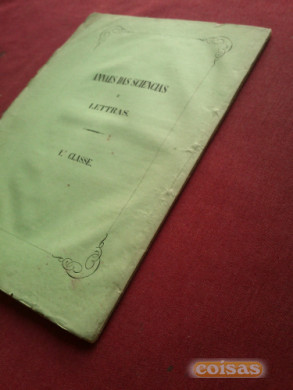 ANNAES DAS SCIENCIAS
E
LETTRAS.
1.ª CLASSE.
coisas